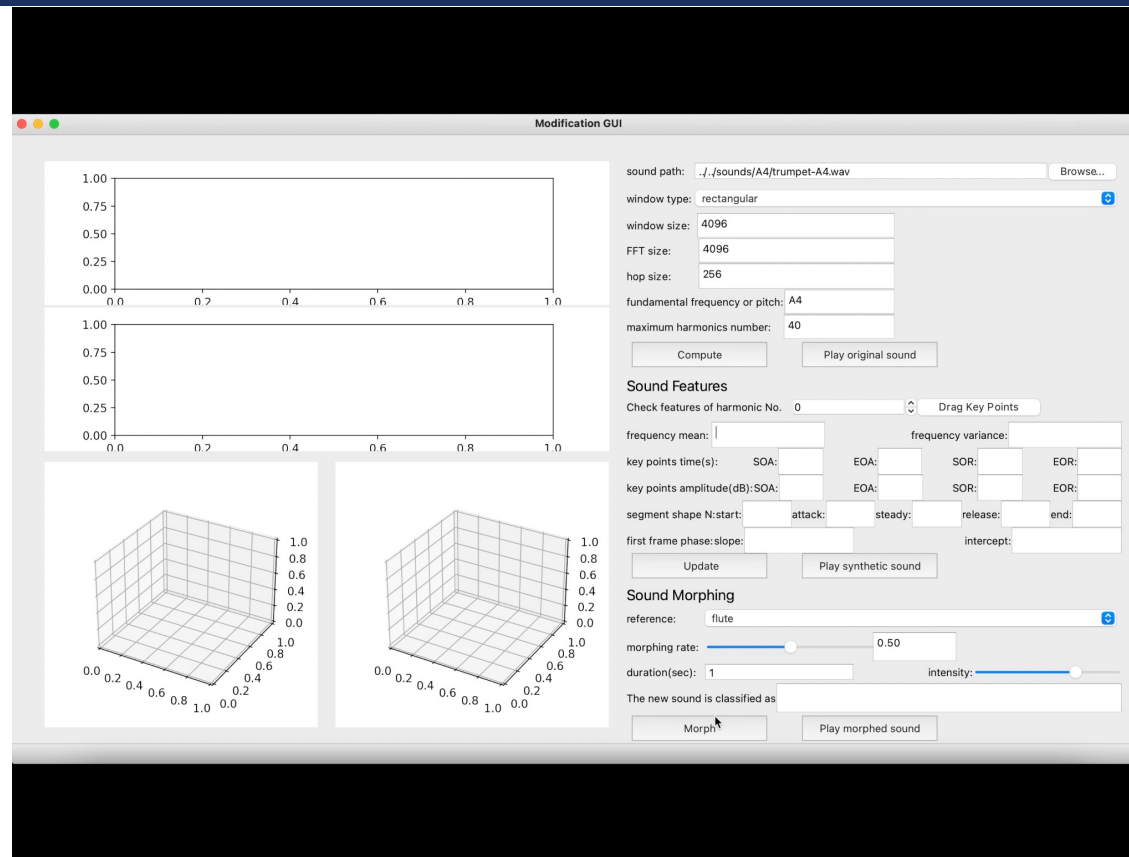 Modification GUI
1.00
0.75
0.50
0.25
0.00
0.0 0.2 0.4 0.6 0.8 1.0
1.00
0.75
0.50
0.25
0.00
0.0 0.2 0.4 0.6 0.8 1.0
1.0
0.8
0.6
0.4
0.2
0.0
1.0
0.8
0.6
0.4
0.2
0.0
0.0 0.2 0.4 0.6 0.8 1.0
1.0
0.8
0.6
0.4
0.2
0.0
1.0
0.8
0.6
0.4
0.2
0.0
0.0 0.2 0.4 0.6 0.8 1.0
sound path: ../../sounds/A4/trumpet-A4.wav Browse...
window type: rectangular
window size: 4096
FFT size: 4096
hop size: 256
fundamental frequency or pitch: A4
maximum harmonics number: 40
Compute Play original sound
Sound Features
Check features of harmonic No. 0 Drag Key Points
frequency mean: frequency variance:
key points time(s): SOA: EOA: SOR: EOR:
key points amplitude(dB):SOA: EOA: SOR: EOR:
segment shape N:start: attack: steady: release: end:
first frame phase:slope: intercept:
Update Play synthetic sound
Sound Morphing
reference: flute
morphing rate: 0.50
duration(sec): 1 intensity:
The new sound is classified as
Morph Play morphed sound